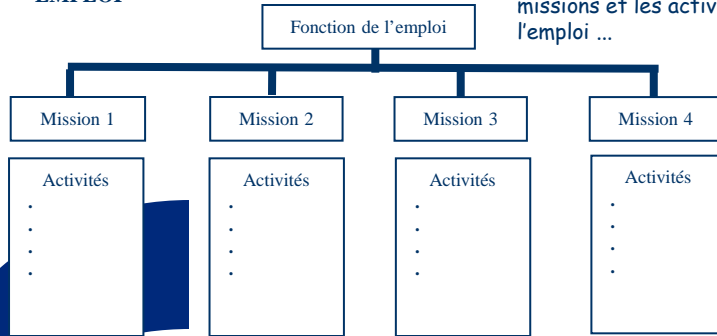 EMPLOI
missions et les activ
l'emploi ...
Fonction de l'emploi
Mission 1
Mission 2
Mission 3
Mission 4
Activités
.
.
.
.
Activités
.
.
.
.
Activités
.
.
.
.
Activités
.
.
.
.